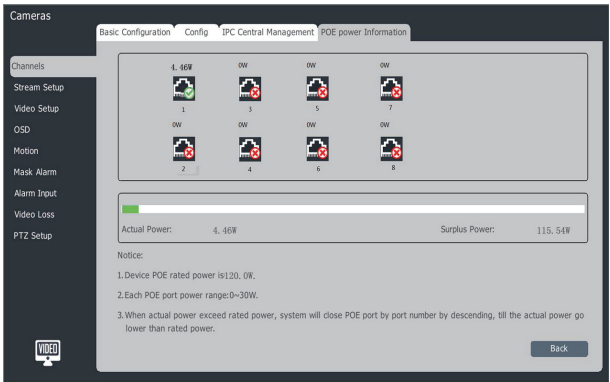 Cameras
Basic Configuration Config IPC Central Management POE power Information
Channels
Stream Setup
Video Setup
OSD
Motion
Mask Alarm
Alarm Input
Video Loss
PTZ Setup
4.46W 0W 0W 0W
1 3 5 7
0W 0W 0W 0W
2 4 6 8
Actual Power: 4.46W Surplus Power: 115.54W
Notice:
1.Device POE rated power is120.0W.
2.Each POE port power range:0~30W.
3.When actual power exceed rated power, system will close POE port by port number by descending, till the actual power go
lower than rated power.
VIDEO
Back